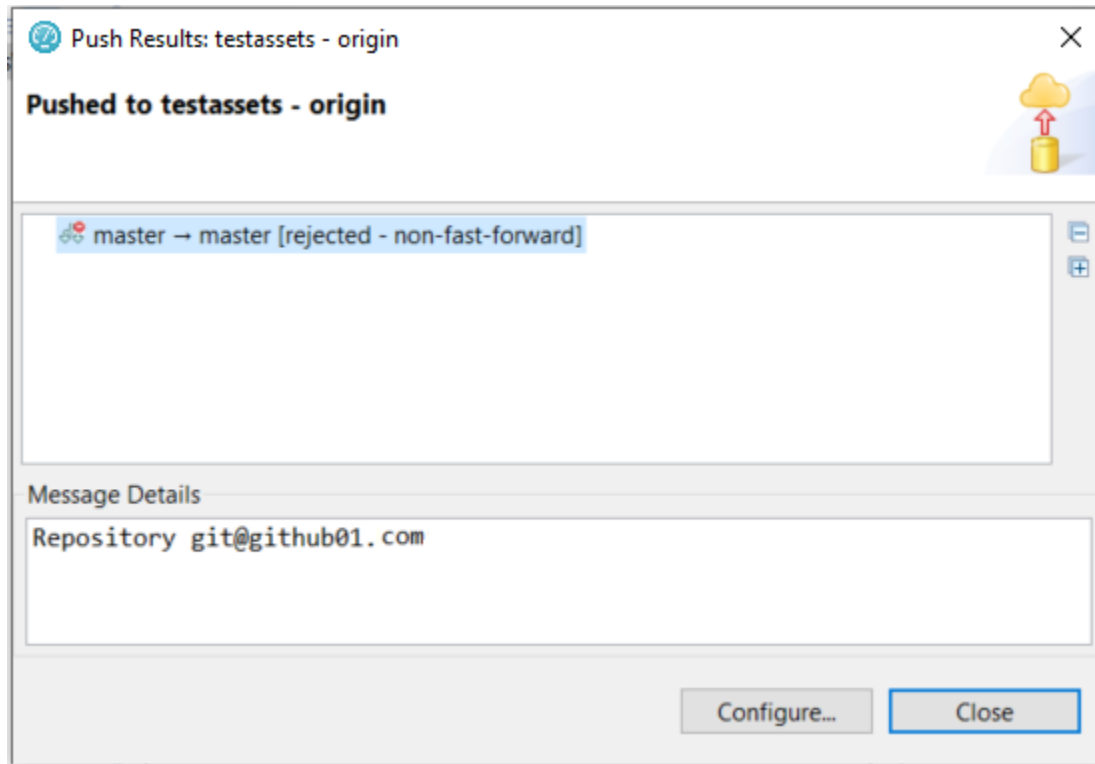 Push Results: testassets - origin
Pushed to testassets - origin
master → master [rejected - non-fast-forward]
Message Details
Repository git@github01.com
Configure...
Close